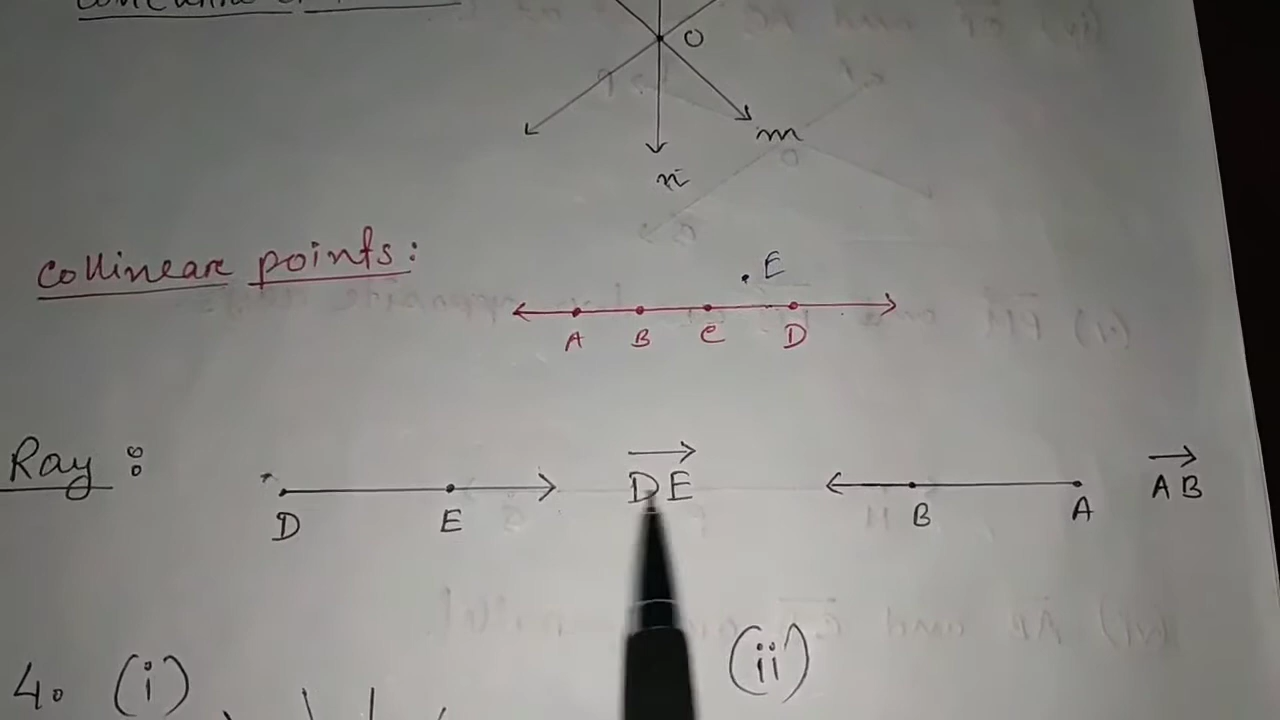 O
m
n
Collinear points:
E
A B C D
Ray :
D E
DE
B A
AB
4. (i) (ii)